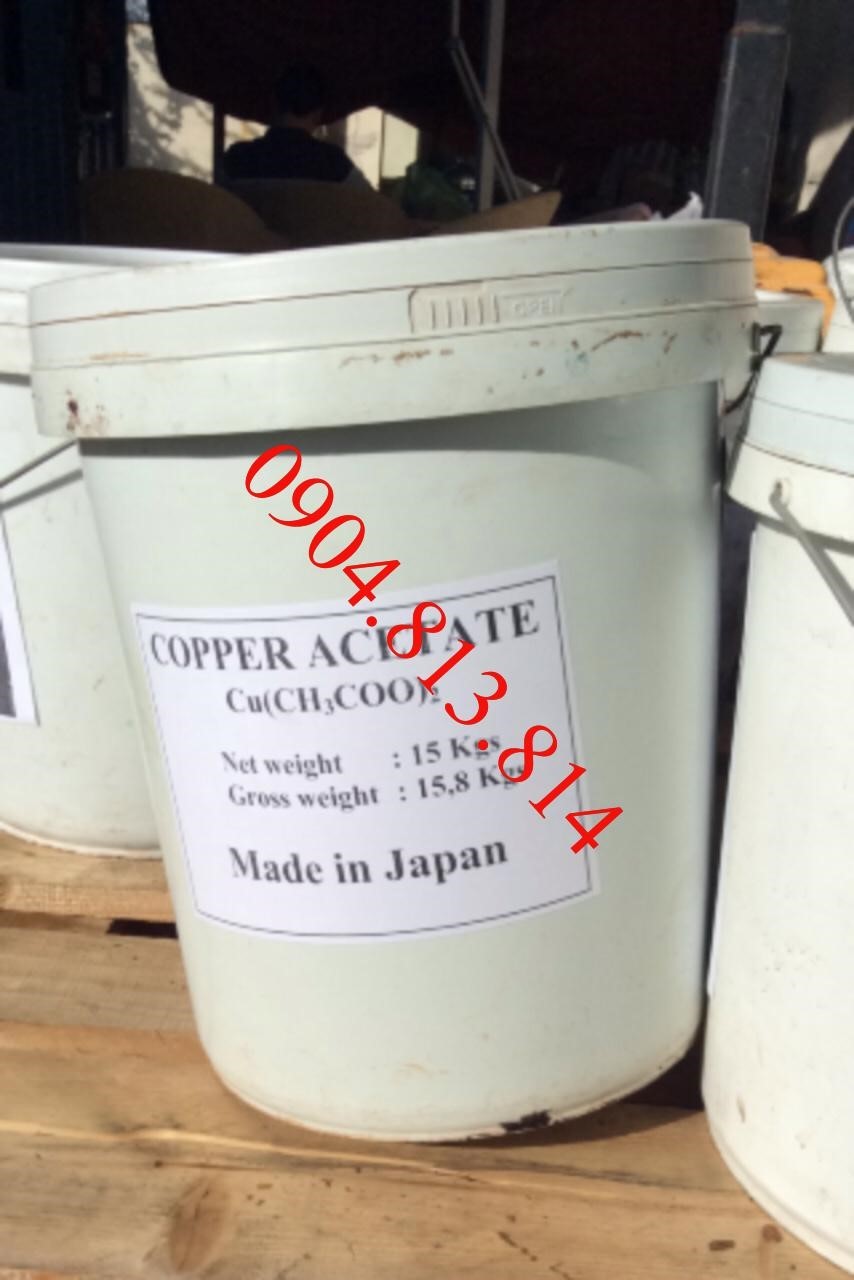 OPEN
COPPER ACETATE
Cu(CH₃COO)₂
Net weight : 15 Kgs
Gross weight : 15,8 Kgs
Made in Japan
0904.813.814